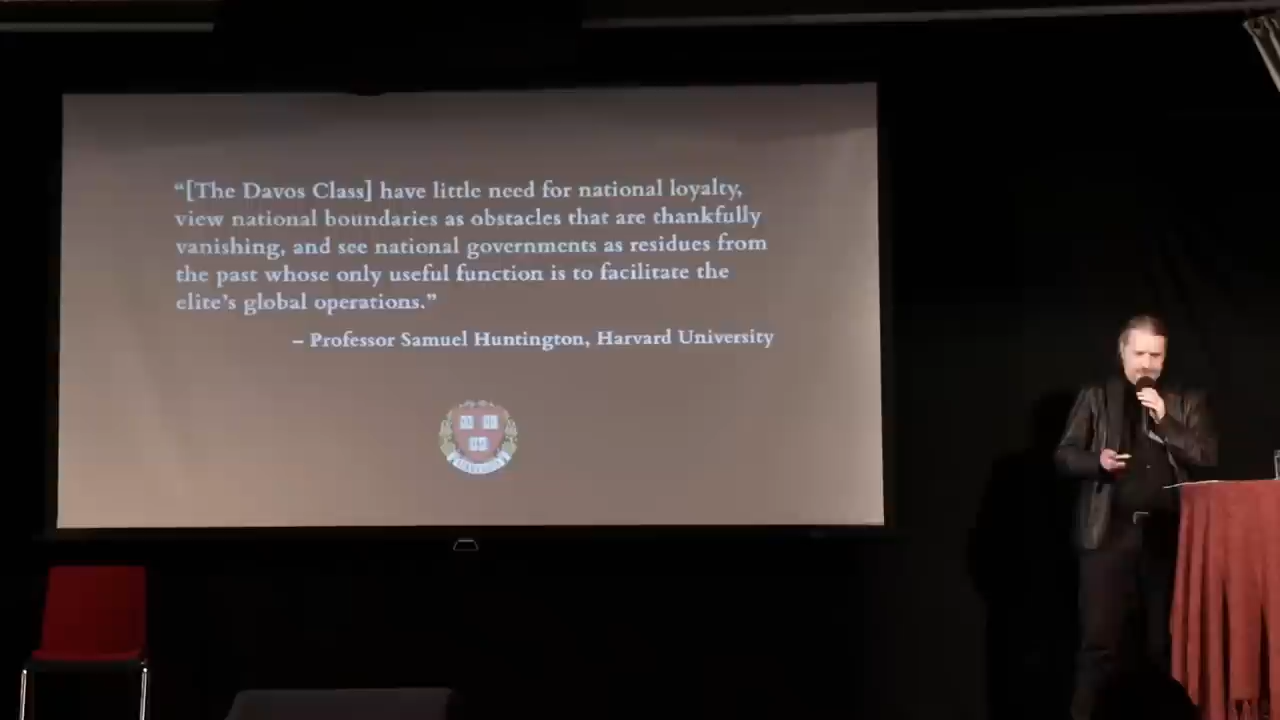 “[The Davos Class] have little need for national loyalty,
view national boundaries as obstacles that are thankfully
vanishing, and see national governments as residues from
the past whose only useful function is to facilitate the
elite’s global operations.”
– Professor Samuel Huntington, Harvard University